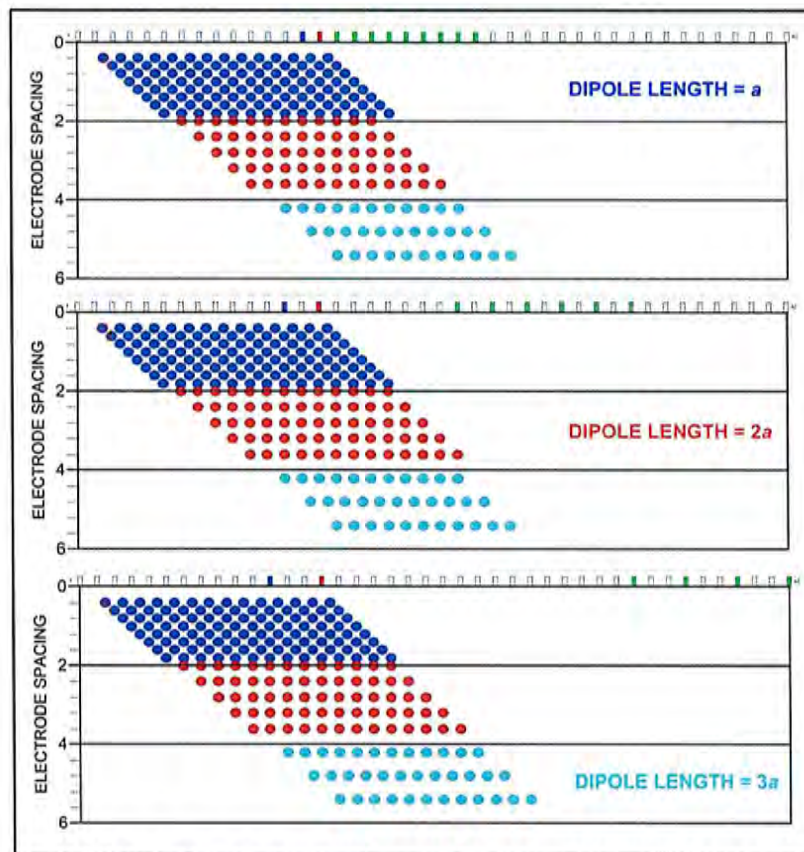 0
2
4
6
ELECTRODE SPACING
DIPOLE LENGTH = a
0
2
4
6
ELECTRODE SPACING
DIPOLE LENGTH = 2a
0
2
4
6
ELECTRODE SPACING
DIPOLE LENGTH = 3a